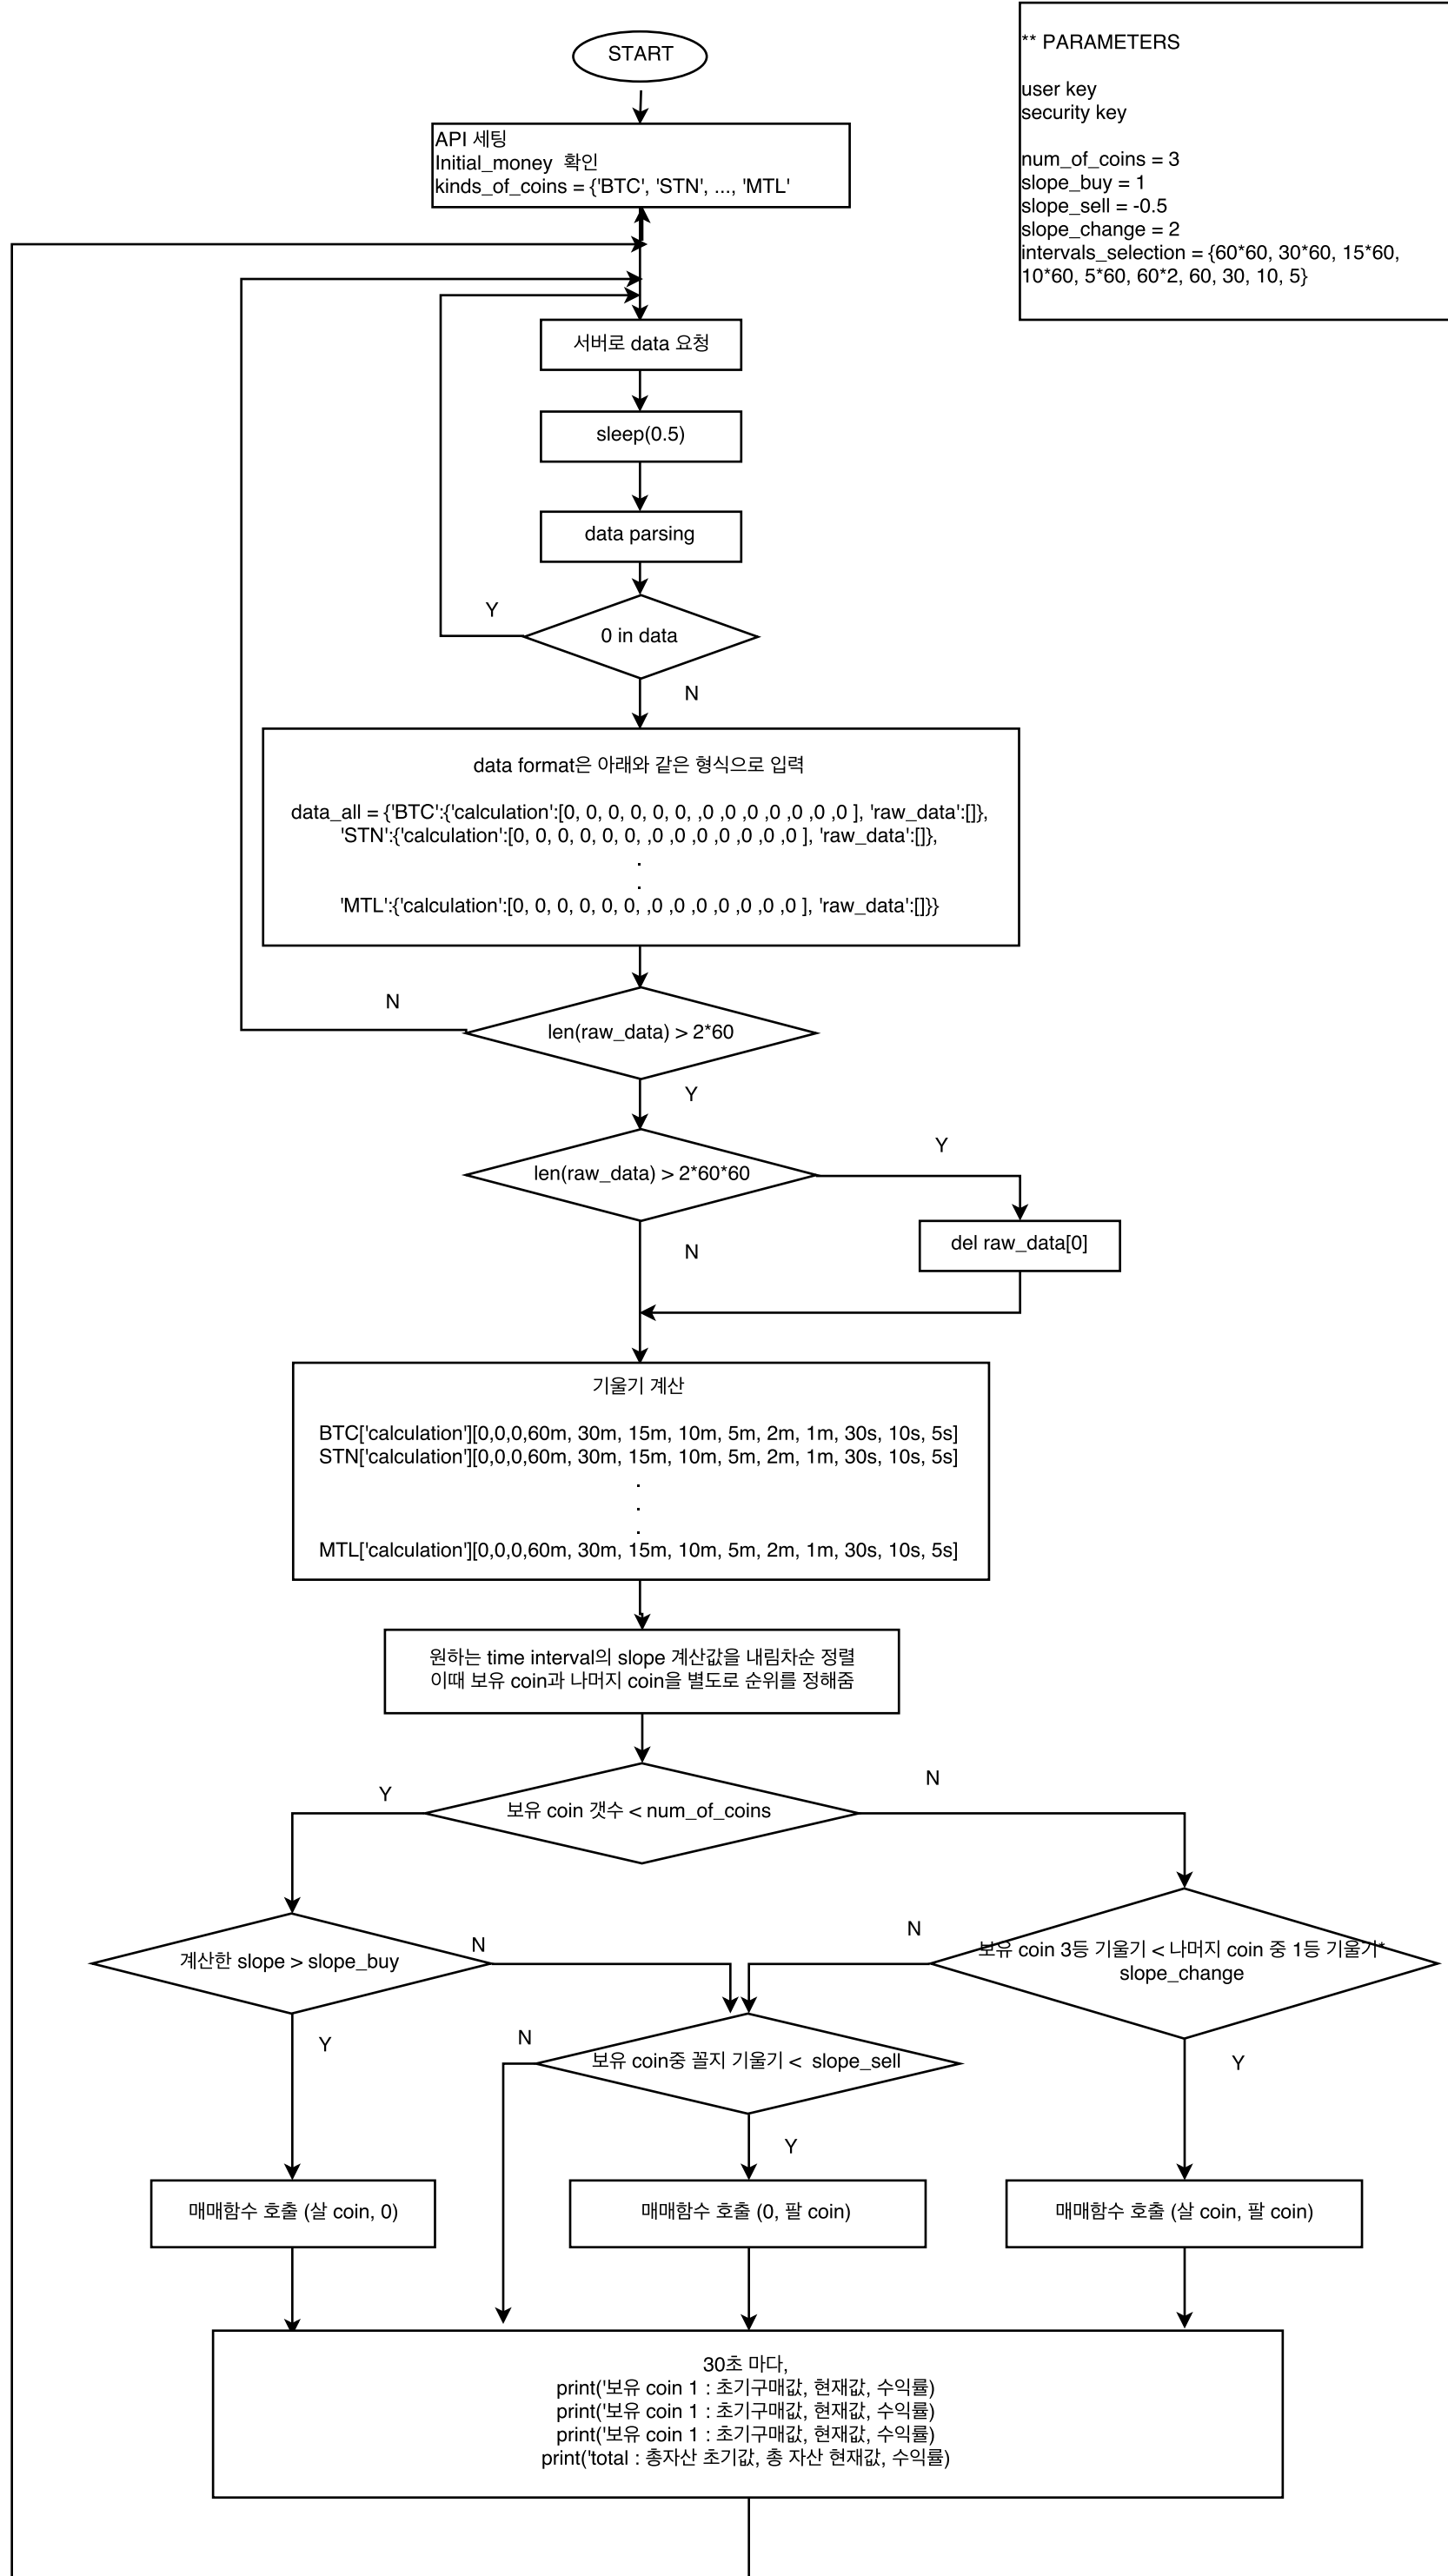 START
** PARAMETERS
user key
security key
num_of_coins = 3
slope_buy = 1
slope_sell = -0.5
slope_change = 2
intervals_selection = {60*60, 30*60, 15*60,
10*60, 5*60, 60*2, 60, 30, 10, 5}
API 세팅
Initial_money  확인
kinds_of_coins = {'BTC', 'STN', ..., 'MTL'
서버로 data 요청
sleep(0.5)
data parsing
Y
0 in data
N
data format은 아래와 같은 형식으로 입력
data_all = {'BTC':{'calculation':[0, 0, 0, 0, 0, 0, ,0 ,0 ,0 ,0 ,0 ,0 ,0 ], 'raw_data':[]},
'STN':{'calculation':[0, 0, 0, 0, 0, 0, ,0 ,0 ,0 ,0 ,0 ,0 ,0 ], 'raw_data':[]},
.
.
'MTL':{'calculation':[0, 0, 0, 0, 0, 0, ,0 ,0 ,0 ,0 ,0 ,0 ,0 ], 'raw_data':[]}}
N
len(raw_data) > 2*60
Y
len(raw_data) > 2*60*60
Y
del raw_data[0]
N
기울기 계산
BTC['calculation'][0,0,0,60m, 30m, 15m, 10m, 5m, 2m, 1m, 30s, 10s, 5s]
STN['calculation'][0,0,0,60m, 30m, 15m, 10m, 5m, 2m, 1m, 30s, 10s, 5s]
.
.
.
MTL['calculation'][0,0,0,60m, 30m, 15m, 10m, 5m, 2m, 1m, 30s, 10s, 5s]
원하는 time interval의 slope 계산값을 내림차순 정렬
이때 보유 coin과 나머지 coin을 별도로 순위를 정해줌
Y
보유 coin 갯수 < num_of_coins
N
계산한 slope > slope_buy
N
N
보유 coin 3등 기울기 < 나머지 coin 중 1등 기울기*
slope_change
Y
N
보유 coin중 꼴지 기울기 <  slope_sell
Y
Y
매매함수 호출 (살 coin, 0)
매매함수 호출 (0, 팔 coin)
매매함수 호출 (살 coin, 팔 coin)
30초 마다,
print('보유 coin 1 : 초기구매값, 현재값, 수익률)
print('보유 coin 1 : 초기구매값, 현재값, 수익률)
print('보유 coin 1 : 초기구매값, 현재값, 수익률)
print('total : 총자산 초기값, 총 자산 현재값, 수익률)